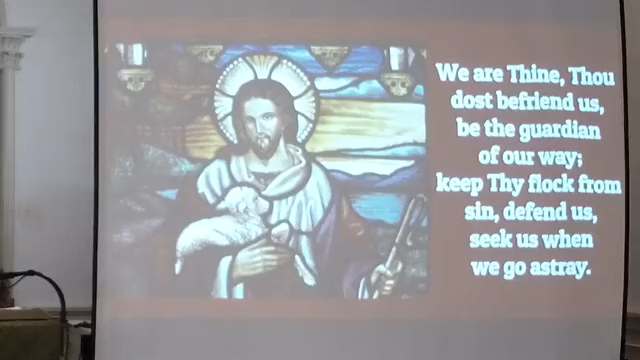 We are Thine, Thou
dost befriend us,
be the guardian
of our way;
keep Thy flock from
sin, defend us,
seek us when
we go astray.